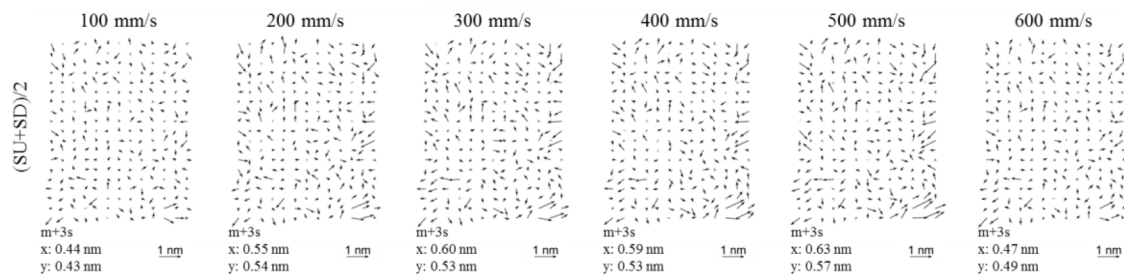 100 mm/s 200 mm/s 300 mm/s 400 mm/s 500 mm/s 600 mm/s
(SU+SD)/2
m+3s m+3s m+3s m+3s m+3s m+3s
x: 0.44 nm 1 nm x: 0.55 nm 1 nm x: 0.60 nm 1 nm x: 0.59 nm 1 nm x: 0.63 nm 1 nm x: 0.47 nm 1 nm
y: 0.43 nm y: 0.54 nm y: 0.53 nm y: 0.53 nm y: 0.57 nm y: 0.49 nm